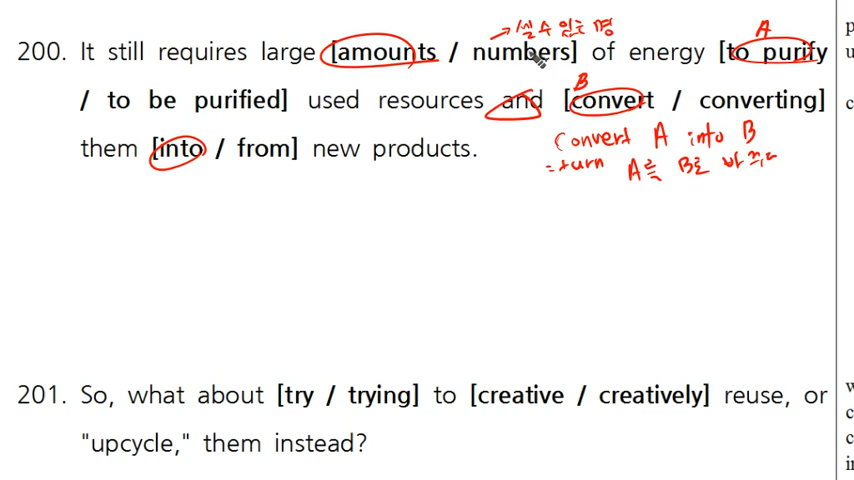 → 셀 수 있는 명
A
200. It still requires large [amounts / numbers] of energy [to purify
B
/ to be purified] used resources and [convert / converting]
them [into / from] new products.
convert A into B
= turn A를 B로 바꾸다
201. So, what about [try / trying] to [creative / creatively] reuse, or
"upcycle," them instead?